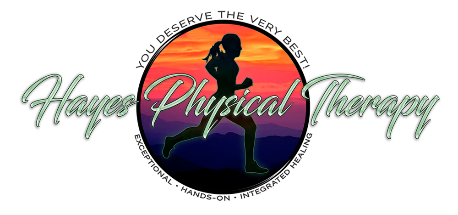 YOU DESERVE THE VERY BEST!
Hayes Physical Therapy
EXCEPTIONAL • HANDS-ON • INTEGRATED HEALING